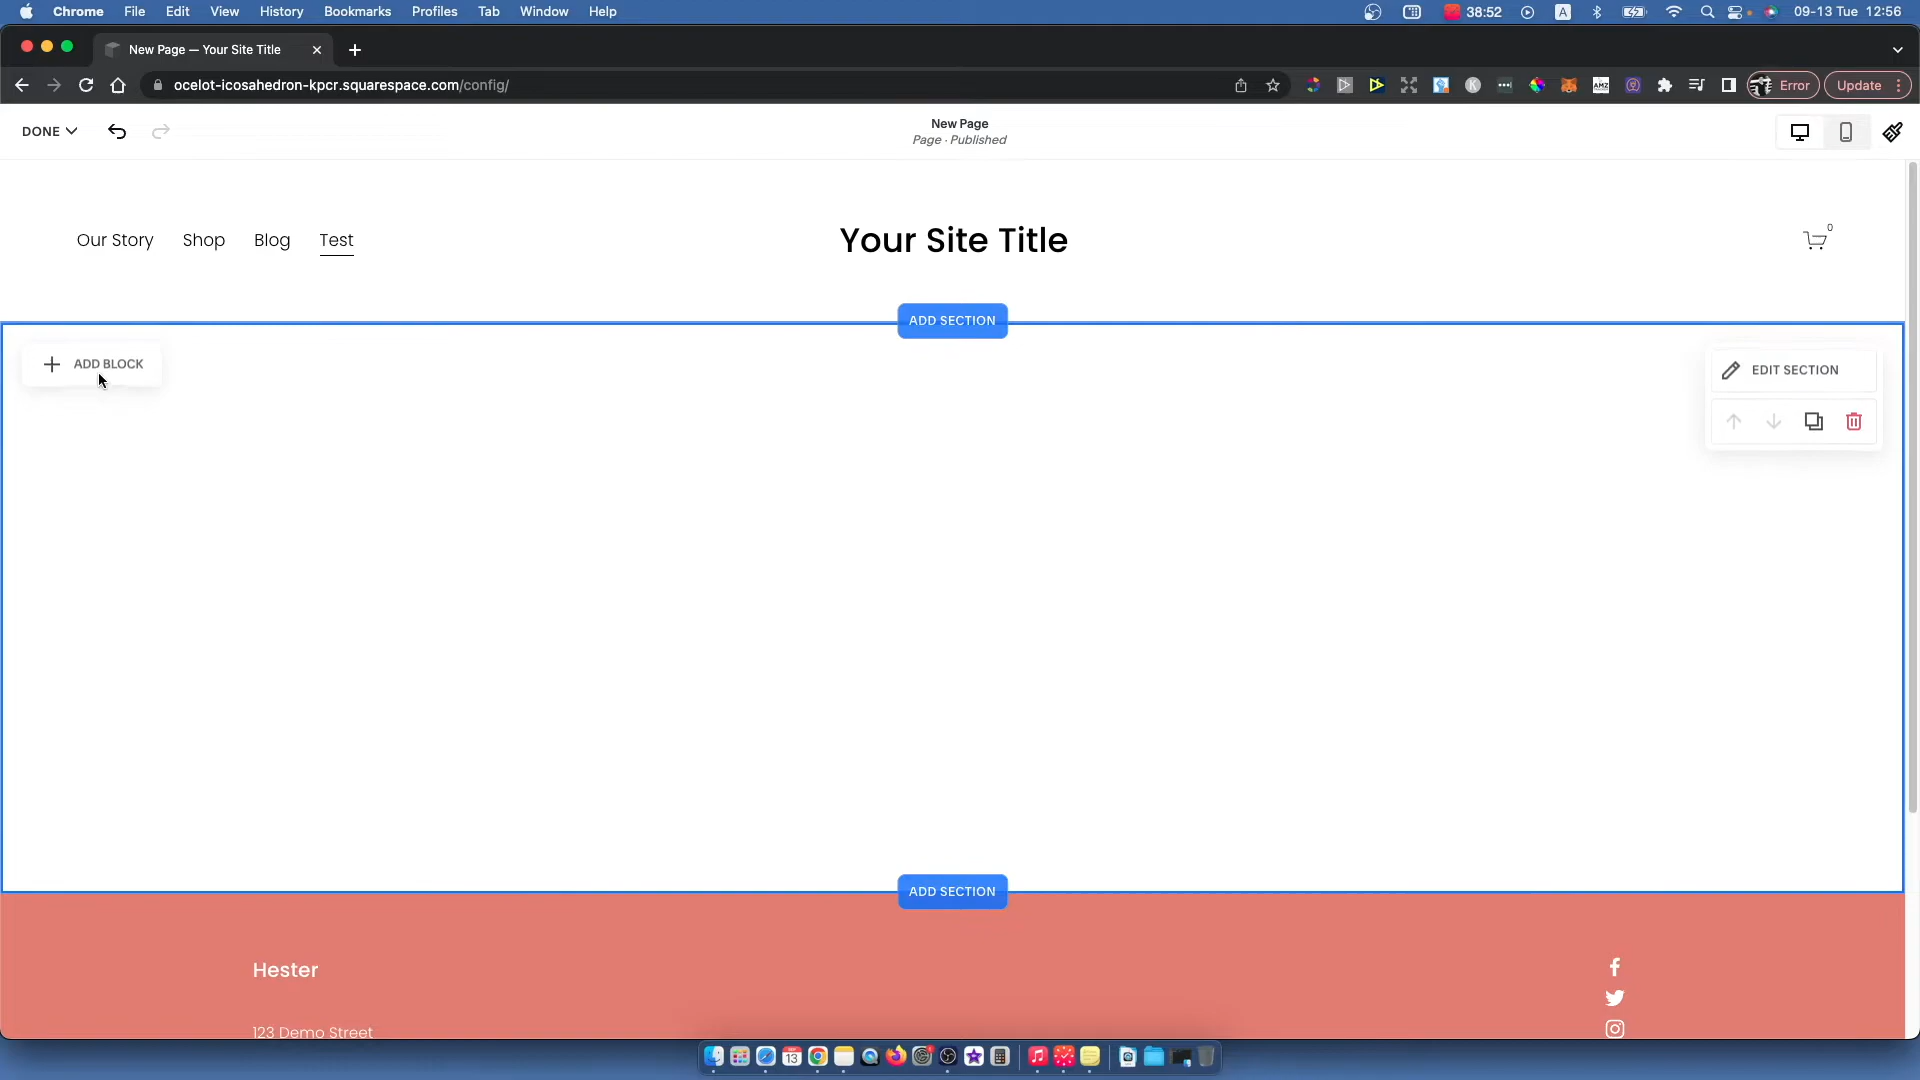 Chrome File Edit View History Bookmarks Profiles Tab Window Help 38:52 A 09-13 Tue 12:56
New Page — Your Site Title
ocelot-icosahedron-kpcr.squarespace.com/config/ Error Update
DONE
New Page
Page · Published
Our Story Shop Blog Test Your Site Title 0
ADD SECTION
ADD BLOCK
EDIT SECTION
ADD SECTION
Hester
123 Demo Street
13